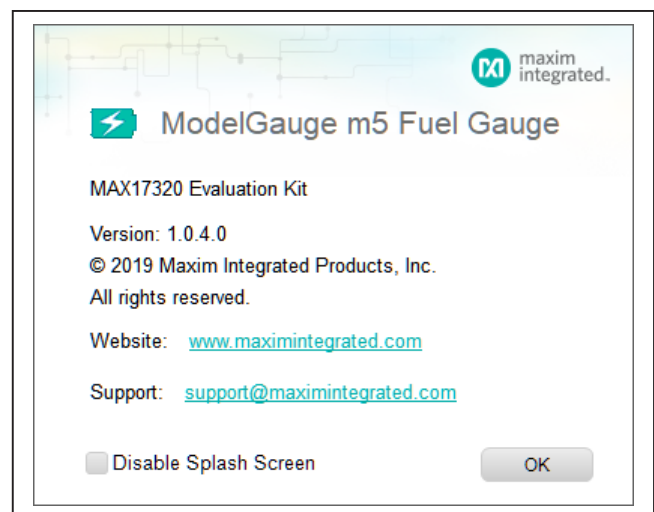 maxim
integrated.
ModelGauge m5 Fuel Gauge
MAX17320 Evaluation Kit
Version: 1.0.4.0
© 2019 Maxim Integrated Products, Inc.
All rights reserved.
Website: www.maximintegrated.com
Support: support@maximintegrated.com
Disable Splash Screen
OK